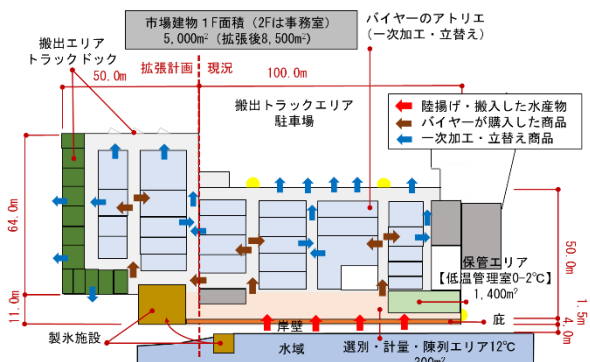 市場建物1F面積（2Fは事務室）
5,000m²（拡張後8,500m²）
バイヤーのアトリエ
（一次加工・立替え）
搬出エリア
トラックドック
50.0m
拡張計画
現況
100.0m
搬出トラックエリア
駐車場
陸揚げ・搬入した水産物
バイヤーが購入した商品
一次加工・立替え商品
64.0m
50.0m
保管エリア
【低温管理室0-2℃】
1,400m²
11.0m
1.5m
4.0m
庇
製氷施設
岸壁
水域
選別・計量・陳列エリア12℃